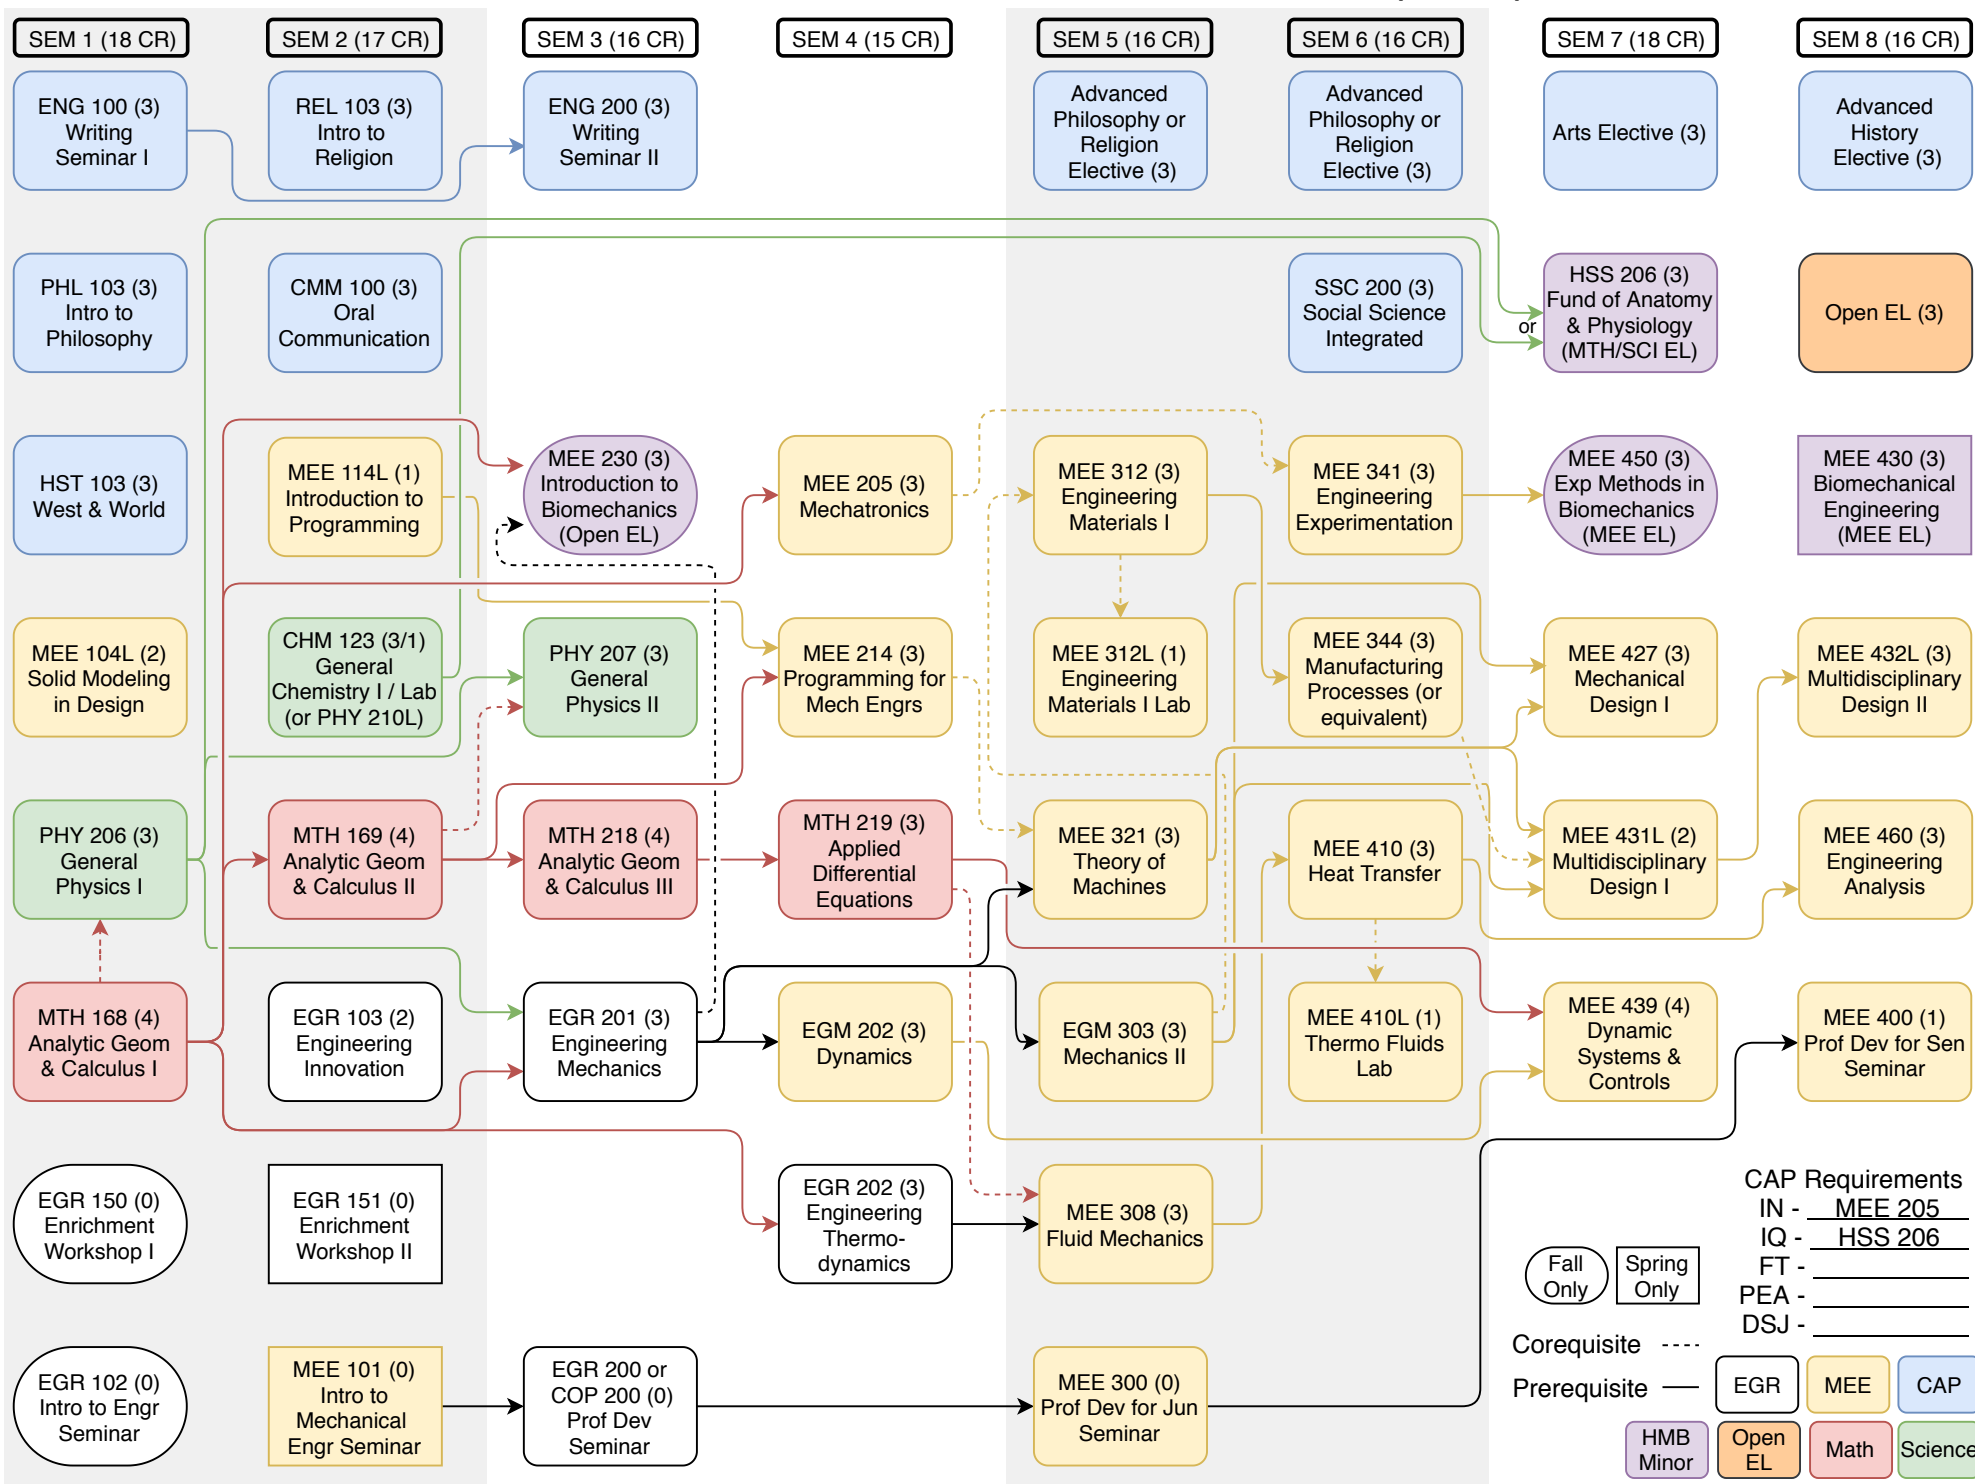 SEM 1 (18 CR)
SEM 2 (17 CR)
SEM 3 (16 CR)
SEM 4 (15 CR)
SEM 5 (16 CR)
SEM 6 (16 CR)
SEM 7 (18 CR)
SEM 8 (16 CR)
ENG 100 (3)
Writing
Seminar I
REL 103 (3)
Intro to
Religion
ENG 200 (3)
Writing
Seminar II
Advanced
Philosophy or
Religion
Elective (3)
Advanced
Philosophy or
Religion
Elective (3)
Arts Elective (3)
Advanced
History
Elective (3)
PHL 103 (3)
Intro to
Philosophy
CMM 100 (3)
Oral
Communication
SSC 200 (3)
Social Science
Integrated
or
HSS 206 (3)
Fund of Anatomy
& Physiology
(MTH/SCI EL)
Open EL (3)
HST 103 (3)
West & World
MEE 114L (1)
Introduction to
Programming
MEE 230 (3)
Introduction to
Biomechanics
(Open EL)
MEE 205 (3)
Mechatronics
MEE 312 (3)
Engineering
Materials I
MEE 341 (3)
Engineering
Experimentation
MEE 450 (3)
Exp Methods in
Biomechanics
(MEE EL)
MEE 430 (3)
Biomechanical
Engineering
(MEE EL)
MEE 104L (2)
Solid Modeling
in Design
CHM 123 (3/1)
General
Chemistry I / Lab
(or PHY 210L)
PHY 207 (3)
General
Physics II
MEE 214 (3)
Programming for
Mech Engrs
MEE 312L (1)
Engineering
Materials I Lab
MEE 344 (3)
Manufacturing
Processes (or
equivalent)
MEE 427 (3)
Mechanical
Design I
MEE 432L (3)
Multidisciplinary
Design II
PHY 206 (3)
General
Physics I
MTH 169 (4)
Analytic Geom
& Calculus II
MTH 218 (4)
Analytic Geom
& Calculus III
MTH 219 (3)
Applied
Differential
Equations
MEE 321 (3)
Theory of
Machines
MEE 410 (3)
Heat Transfer
MEE 431L (2)
Multidisciplinary
Design I
MEE 460 (3)
Engineering
Analysis
MTH 168 (4)
Analytic Geom
& Calculus I
EGR 103 (2)
Engineering
Innovation
EGR 201 (3)
Engineering
Mechanics
EGM 202 (3)
Dynamics
EGM 303 (3)
Mechanics II
MEE 410L (1)
Thermo Fluids
Lab
MEE 439 (4)
Dynamic
Systems &
Controls
MEE 400 (1)
Prof Dev for Sen
Seminar
EGR 150 (0)
Enrichment
Workshop I
EGR 151 (0)
Enrichment
Workshop II
EGR 202 (3)
Engineering
Thermo-
dynamics
MEE 308 (3)
Fluid Mechanics
EGR 102 (0)
Intro to Engr
Seminar
MEE 101 (0)
Intro to
Mechanical
Engr Seminar
EGR 200 or
COP 200 (0)
Prof Dev
Seminar
MEE 300 (0)
Prof Dev for Jun
Seminar
CAP Requirements
IN - MEE 205
IQ - HSS 206
FT -
PEA -
DSJ -
Fall
Only
Spring
Only
Corequisite
Prerequisite
EGR
MEE
CAP
HMB
Minor
Open
EL
Math
Science